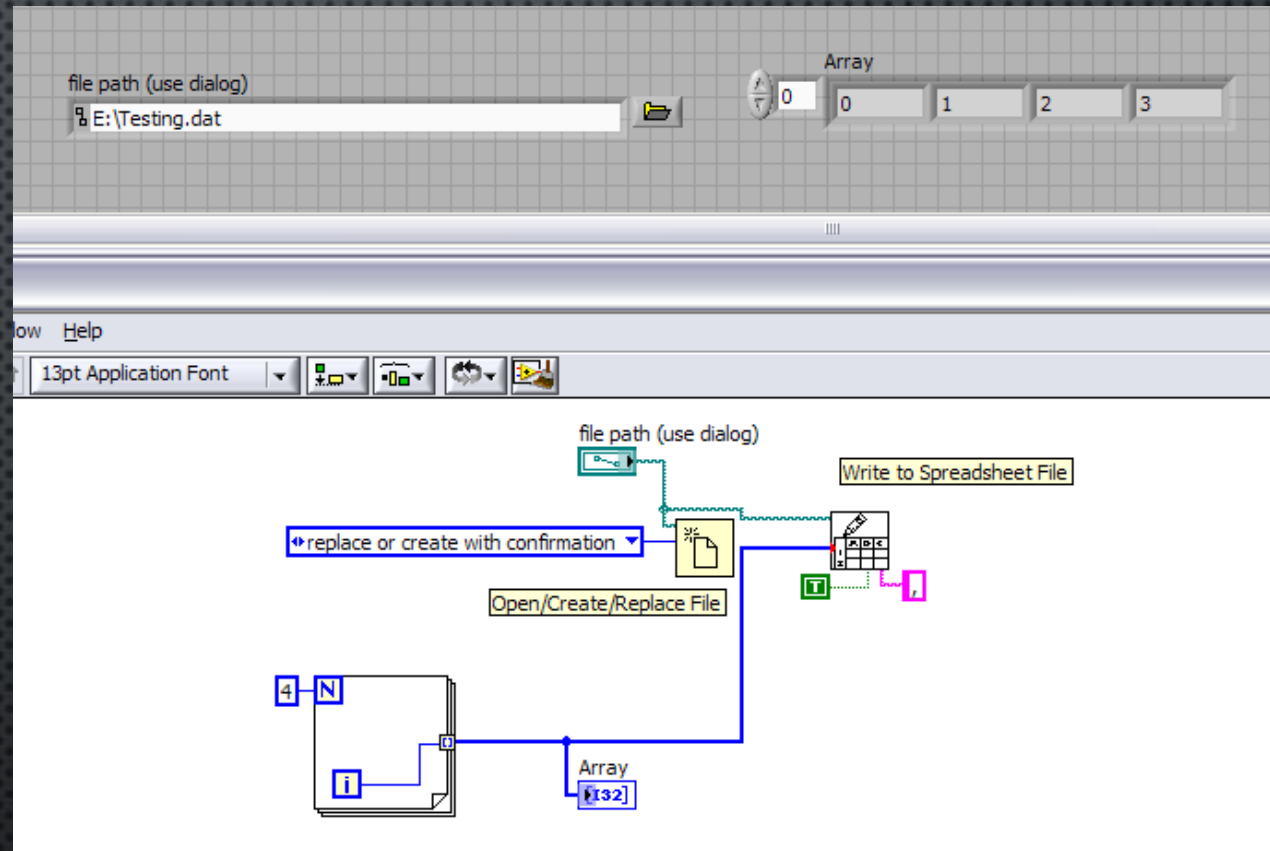 Array
file path (use dialog)
E:\Testing.dat
0 0 1 2 3
Help
13pt Application Font
file path (use dialog)
Write to Spreadsheet File
replace or create with confirmation
Open/Create/Replace File
T ,
4 N
i
Array
[I32]